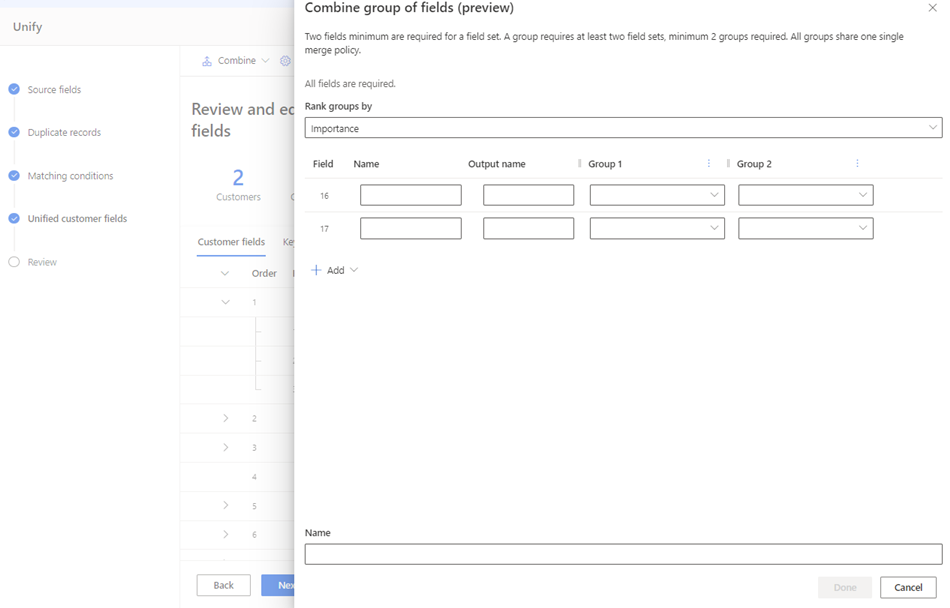 Unify
Source fields
Duplicate records
Matching conditions
Unified customer fields
Review
Combine
Review and ed
fields
2
Customers
Customer fields
Order
1
2
3
4
5
6
Back
Nex
Combine group of fields (preview)
Two fields minimum are required for a field set. A group requires at least two field sets, minimum 2 groups required. All groups share one single
merge policy.
All fields are required.
Rank groups by
Importance
Field Name Output name Group 1 Group 2
16
17
Add
Name
Done Cancel